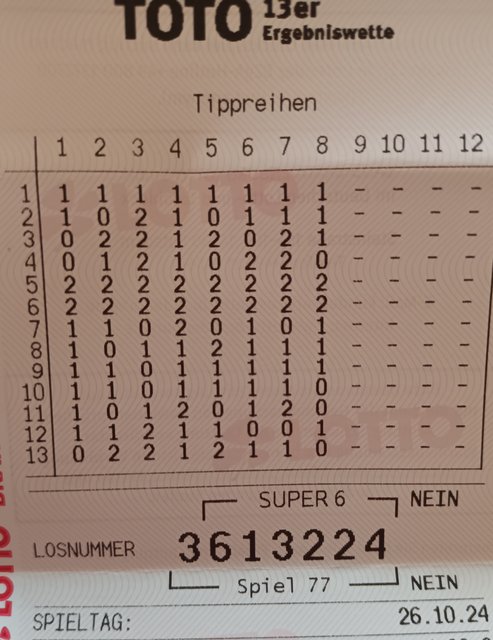 TOTO 13er
Ergebniswette
Tippreihen
1 2 3 4 5 6 7 8 9 10 11 12
1 1 1 1 1 1 1 1 1 - - - -
2 1 0 2 1 0 1 1 1 - - - -
3 0 2 2 1 2 0 2 1 - - - -
4 0 1 2 1 0 2 2 0 - - - -
5 2 2 2 2 2 2 2 2 - - - -
6 2 2 2 2 2 2 2 2 - - - -
7 1 1 0 2 0 1 0 1 - - - -
8 1 0 1 1 2 1 1 1 - - - -
9 1 1 0 1 1 1 1 1 - - - -
10 1 1 0 1 1 1 1 0 - - - -
11 1 0 1 2 0 1 2 0 - - - -
12 1 1 2 1 1 0 0 1 - - - -
13 0 2 2 1 2 1 1 0 - - - -
LOTTO
SUPER 6 NEIN
LOSNUMMER 3613224
Spiel 77 NEIN
SPIELTAG: 26.10.24
LOTTO